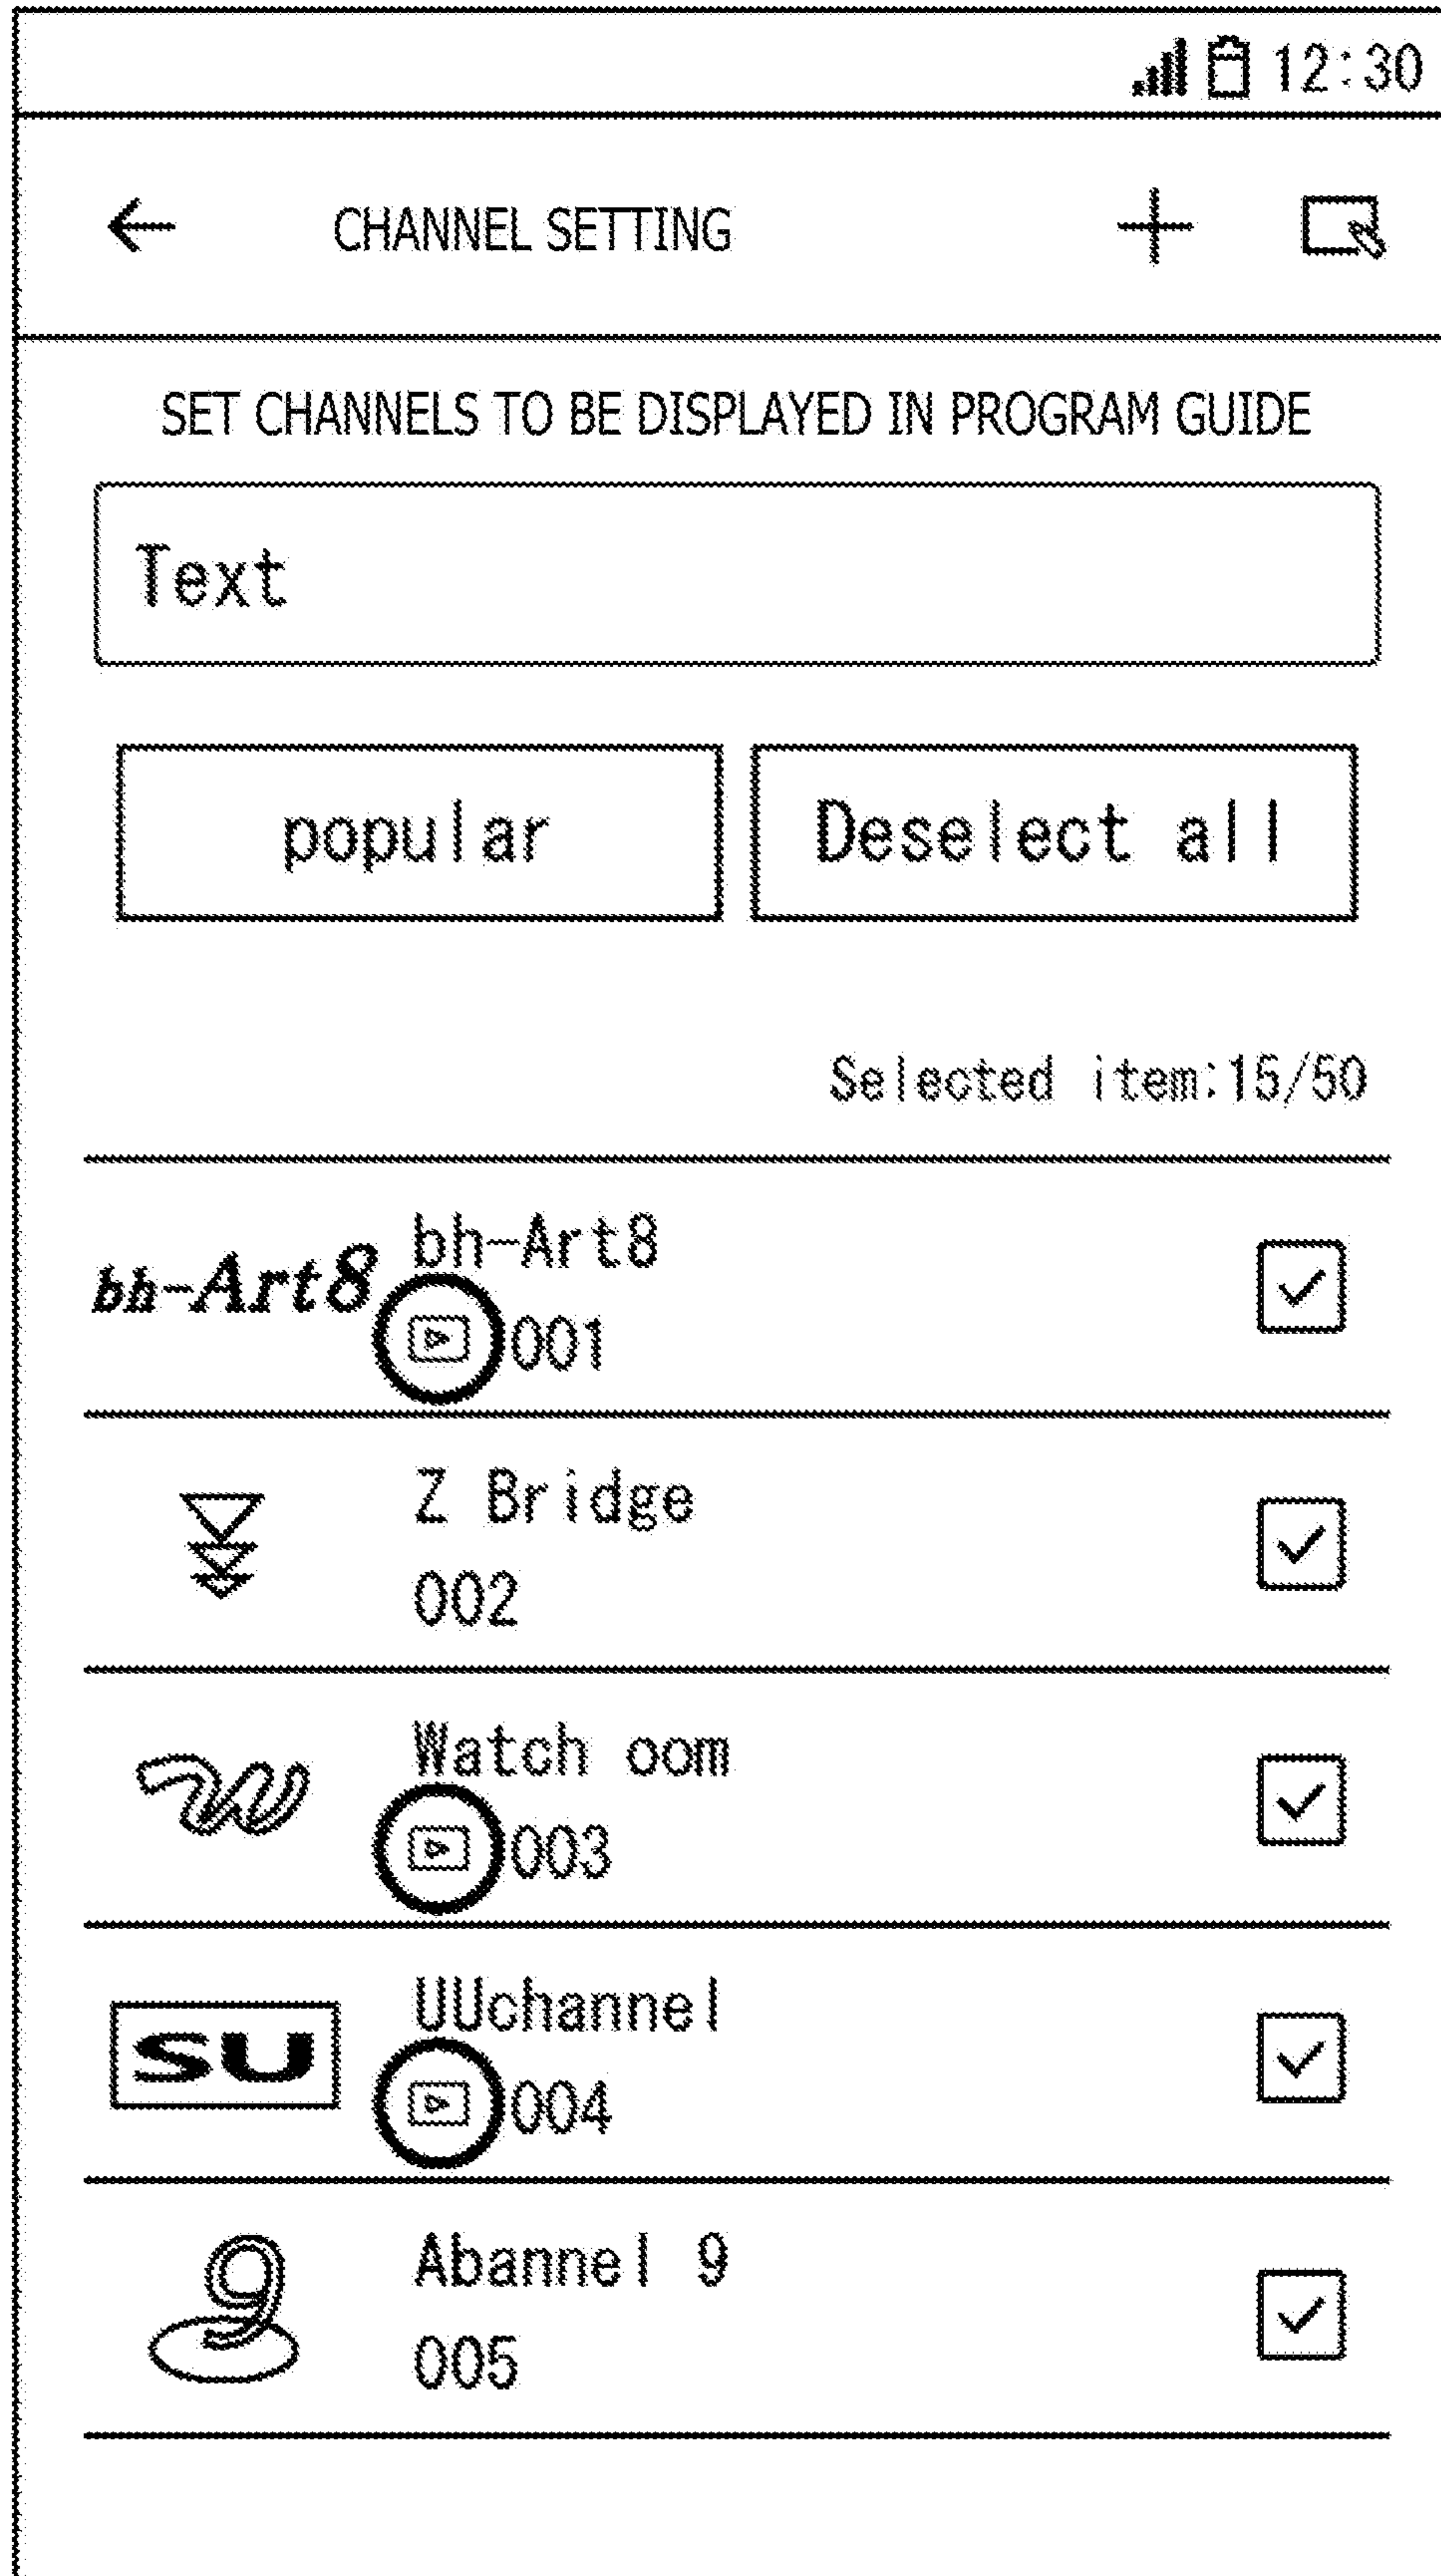 12:30
CHANNEL SETTING
SET CHANNELS TO BE DISPLAYED IN PROGRAM GUIDE
Text
popular
Deselect all
Selected item:15/50
bh-Art8
bh-Art8
001
Z Bridge
002
W
Watch oom
003
SU
UUchannel
004
9
Abannel 9
005